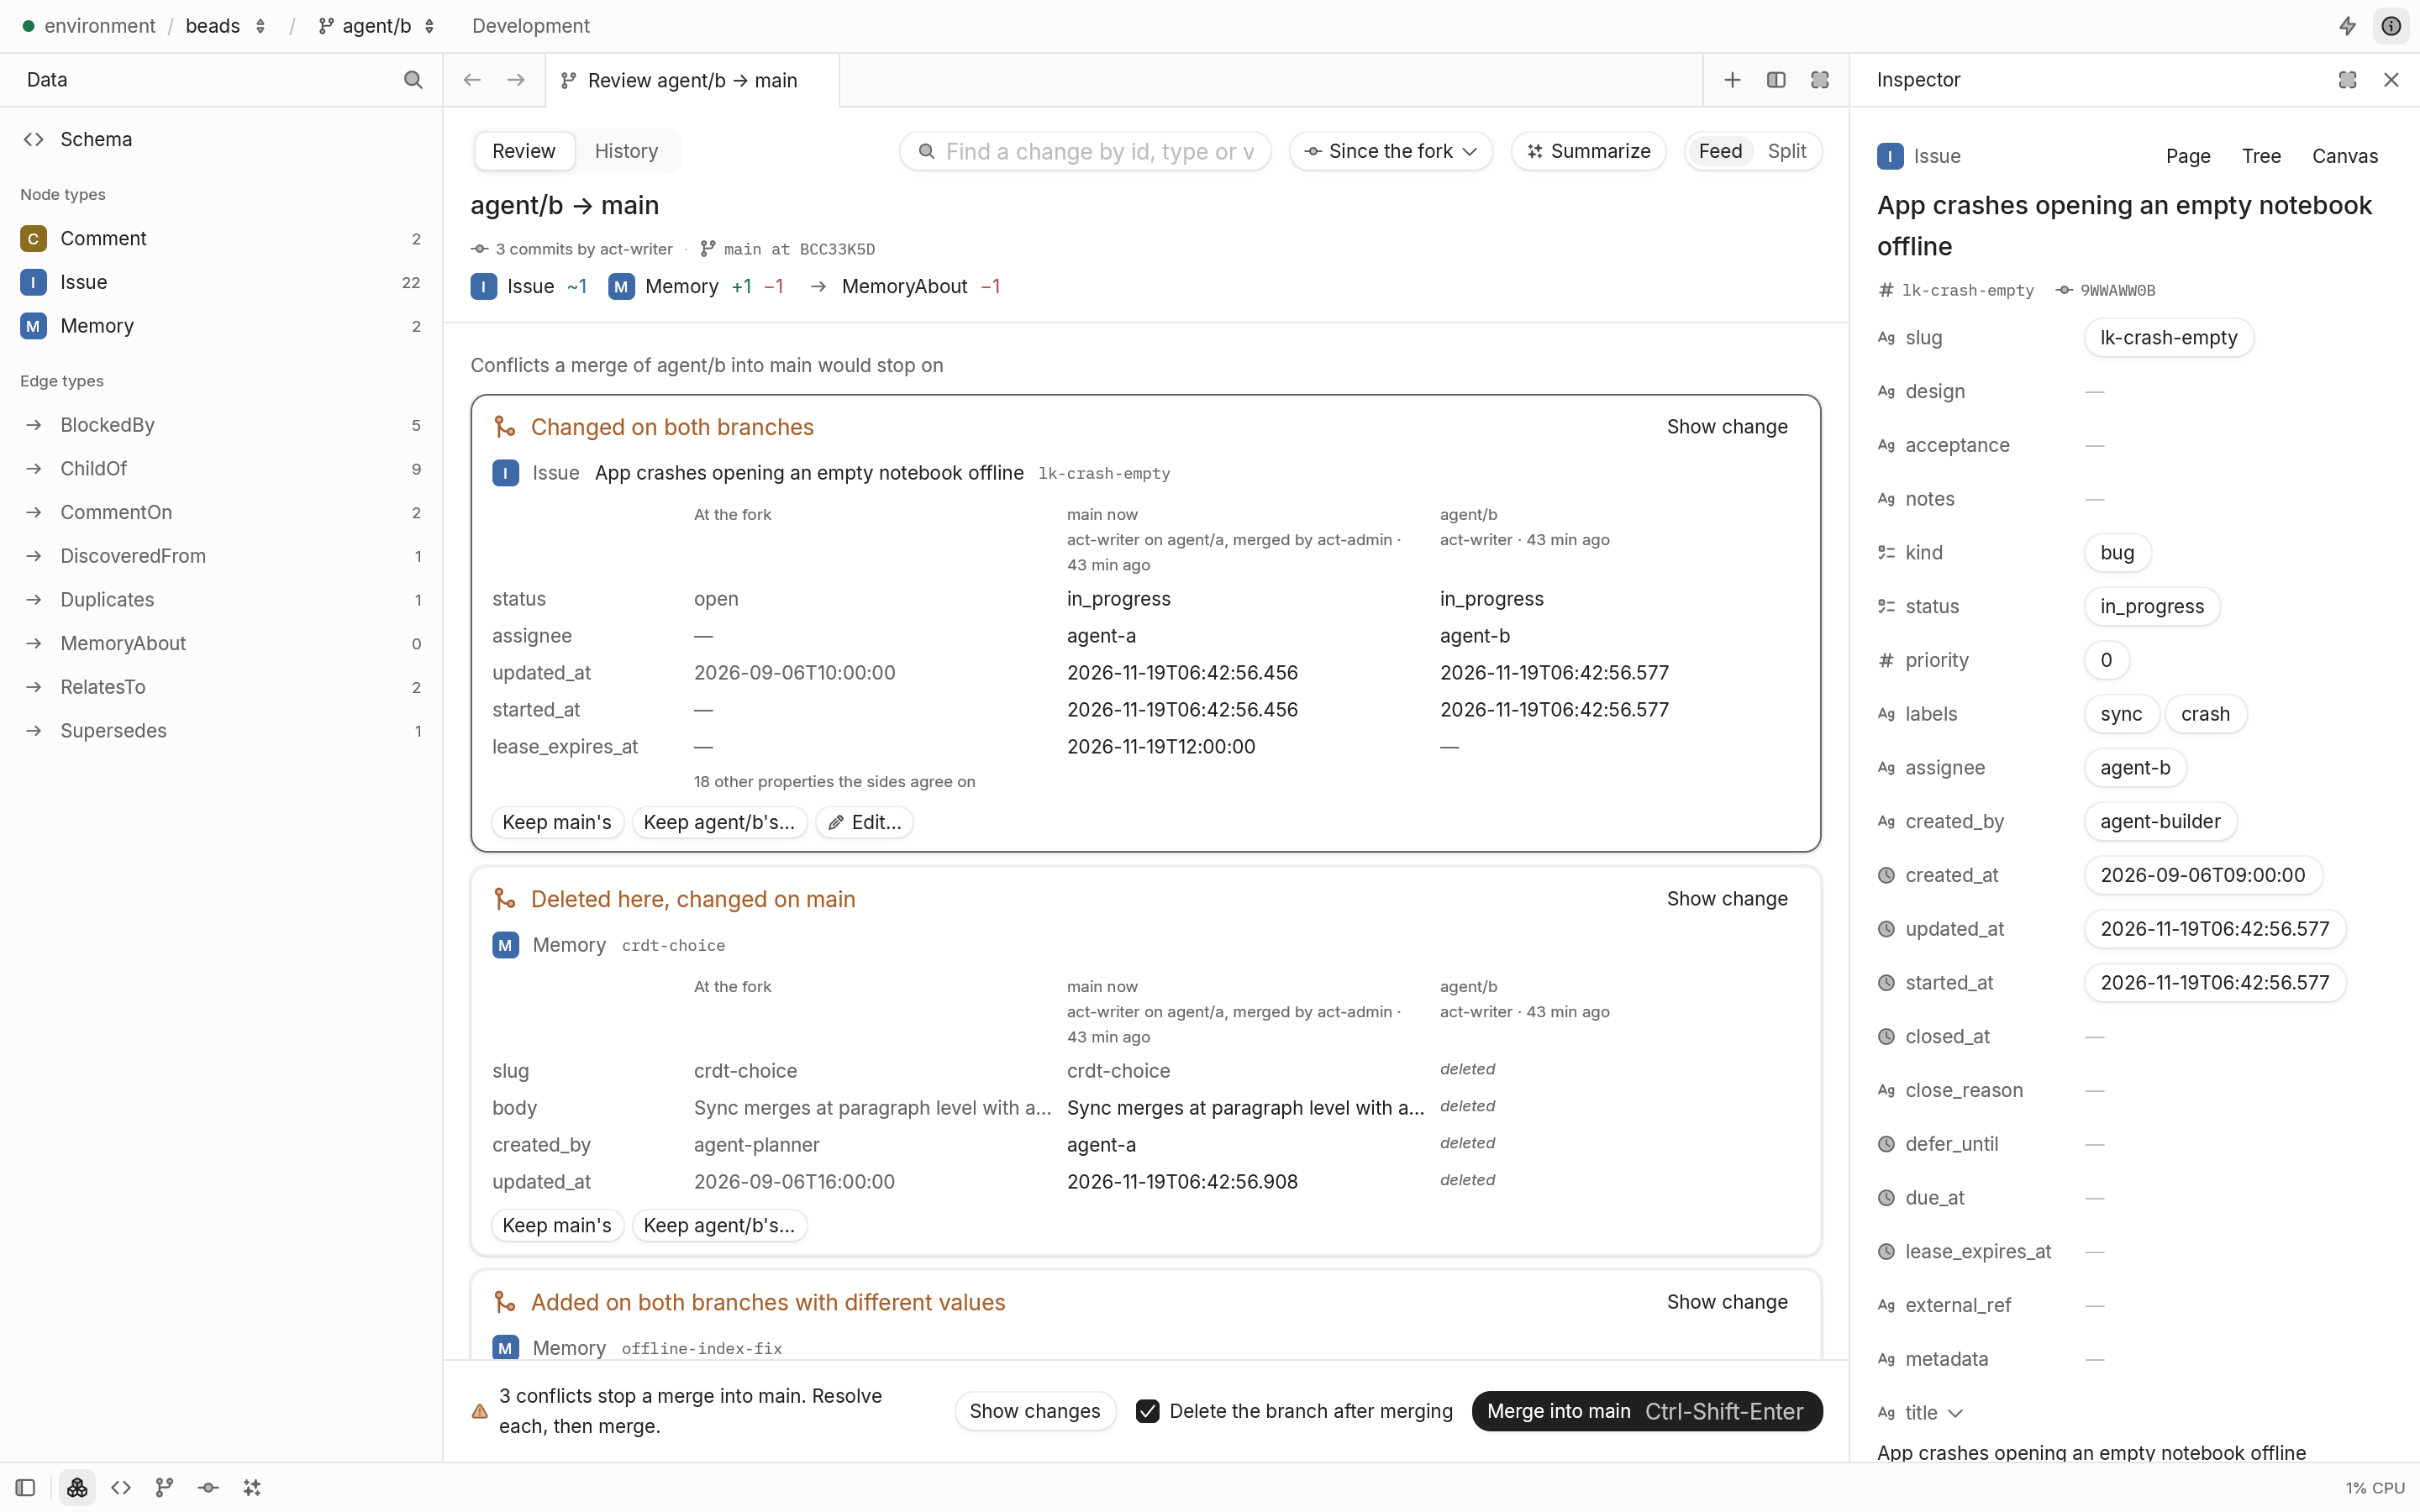 environment / beads / agent/b Development
Data
Schema
Node types
C Comment 2
I Issue 22
M Memory 2
Edge types
→ BlockedBy 5
→ ChildOf 9
→ CommentOn 2
→ DiscoveredFrom 1
→ Duplicates 1
→ MemoryAbout 0
→ RelatesTo 2
→ Supersedes 1
Review agent/b → main
Review History
Find a change by id, type or v
Since the fork
Summarize
Feed Split
agent/b → main
3 commits by act-writer · main at BCC33K5D
I Issue ~1 M Memory +1 −1 → MemoryAbout −1
Conflicts a merge of agent/b into main would stop on
Changed on both branches Show change
I Issue App crashes opening an empty notebook offline lk-crash-empty
At the fork main now agent/b
act-writer on agent/a, merged by act-admin · act-writer · 43 min ago
43 min ago
status open in_progress in_progress
assignee — agent-a agent-b
updated_at 2026-09-06T10:00:00 2026-11-19T06:42:56.456 2026-11-19T06:42:56.577
started_at — 2026-11-19T06:42:56.456 2026-11-19T06:42:56.577
lease_expires_at — 2026-11-19T12:00:00 —
18 other properties the sides agree on
Keep main's Keep agent/b's... Edit...
Deleted here, changed on main Show change
M Memory crdt-choice
At the fork main now agent/b
act-writer on agent/a, merged by act-admin · act-writer · 43 min ago
43 min ago
slug crdt-choice crdt-choice deleted
body Sync merges at paragraph level with a... Sync merges at paragraph level with a... deleted
created_by agent-planner agent-a deleted
updated_at 2026-09-06T16:00:00 2026-11-19T06:42:56.908 deleted
Keep main's Keep agent/b's...
Added on both branches with different values Show change
M Memory offline-index-fix
3 conflicts stop a merge into main. Resolve
each, then merge.
Show changes
Delete the branch after merging
Merge into main Ctrl-Shift-Enter
Inspector
I Issue Page Tree Canvas
App crashes opening an empty notebook
offline
# lk-crash-empty 9WWAWW0B
Ag slug lk-crash-empty
Ag design —
Ag acceptance —
Ag notes —
kind bug
status in_progress
# priority 0
Ag labels sync crash
Ag assignee agent-b
Ag created_by agent-builder
created_at 2026-09-06T09:00:00
updated_at 2026-11-19T06:42:56.577
started_at 2026-11-19T06:42:56.577
closed_at —
Ag close_reason —
defer_until —
due_at —
lease_expires_at —
Ag external_ref —
Ag metadata —
Ag title
App crashes opening an empty notebook offline
1% CPU